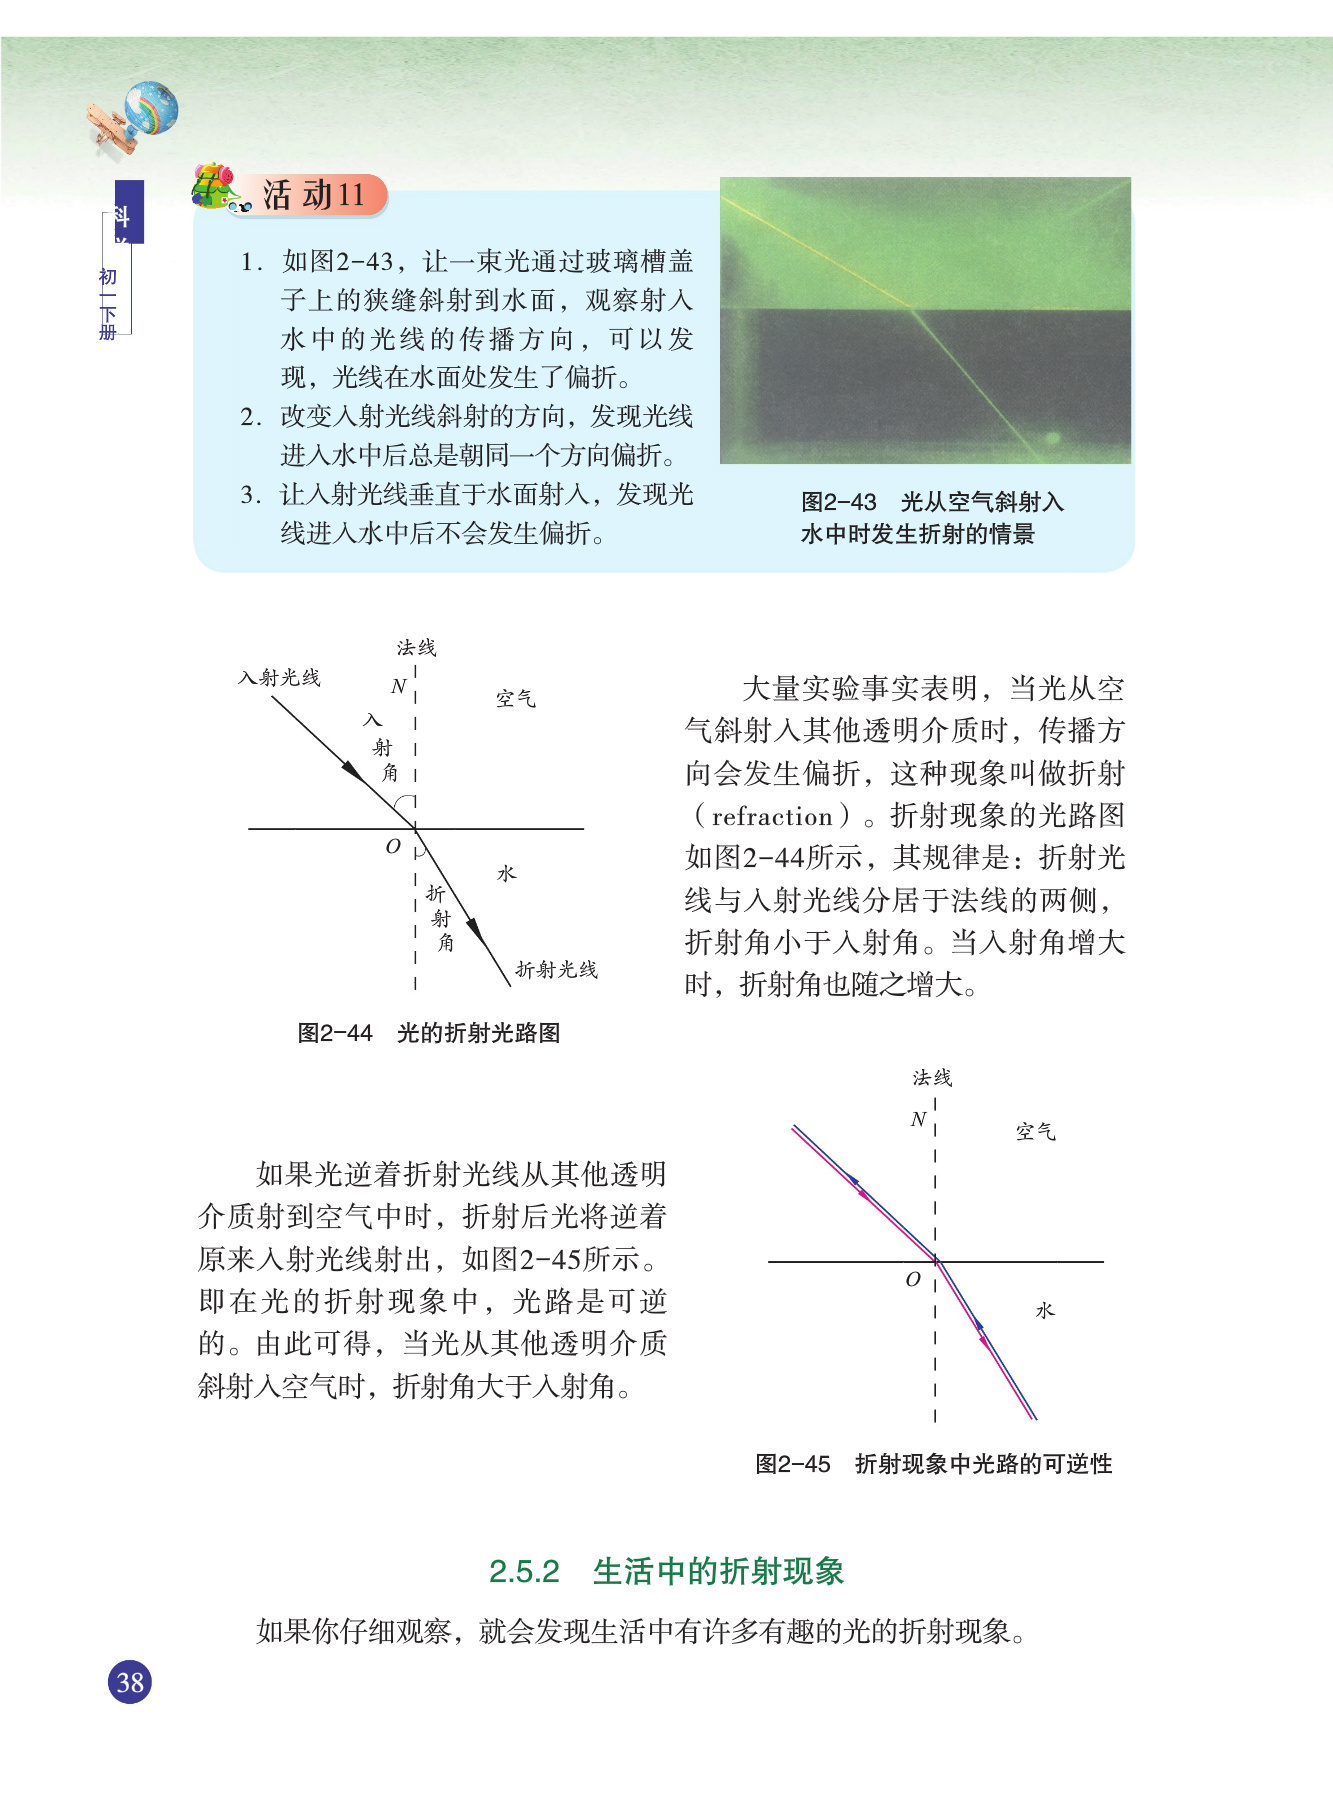 科
初一下册
活动11
1. 如图2-43，让一束光通过玻璃槽盖
子上的狭缝斜射到水面，观察射入
水中的光线的传播方向，可以发
现，光线在水面处发生了偏折。
2. 改变入射光线斜射的方向，发现光线
进入水中后总是朝同一个方向偏折。
3. 让入射光线垂直于水面射入，发现光
线进入水中后不会发生偏折。
图2-43 光从空气斜射入
水中时发生折射的情景
法线
入射光线
N
空气
入射角
O
水
折射角
折射光线
图2-44 光的折射光路图
大量实验事实表明，当光从空
气斜射入其他透明介质时，传播方
向会发生偏折，这种现象叫做折射
（refraction）。折射现象的光路图
如图2-44所示，其规律是：折射光
线与入射光线分居于法线的两侧，
折射角小于入射角。当入射角增大
时，折射角也随之增大。
如果光逆着折射光线从其他透明
介质射到空气中时，折射后光将逆着
原来入射光线射出，如图2-45所示。
即在光的折射现象中，光路是可逆
的。由此可得，当光从其他透明介质
斜射入空气时，折射角大于入射角。
法线
N
空气
O
水
图2-45 折射现象中光路的可逆性
2.5.2 生活中的折射现象
如果你仔细观察，就会发现生活中有许多有趣的光的折射现象。
38